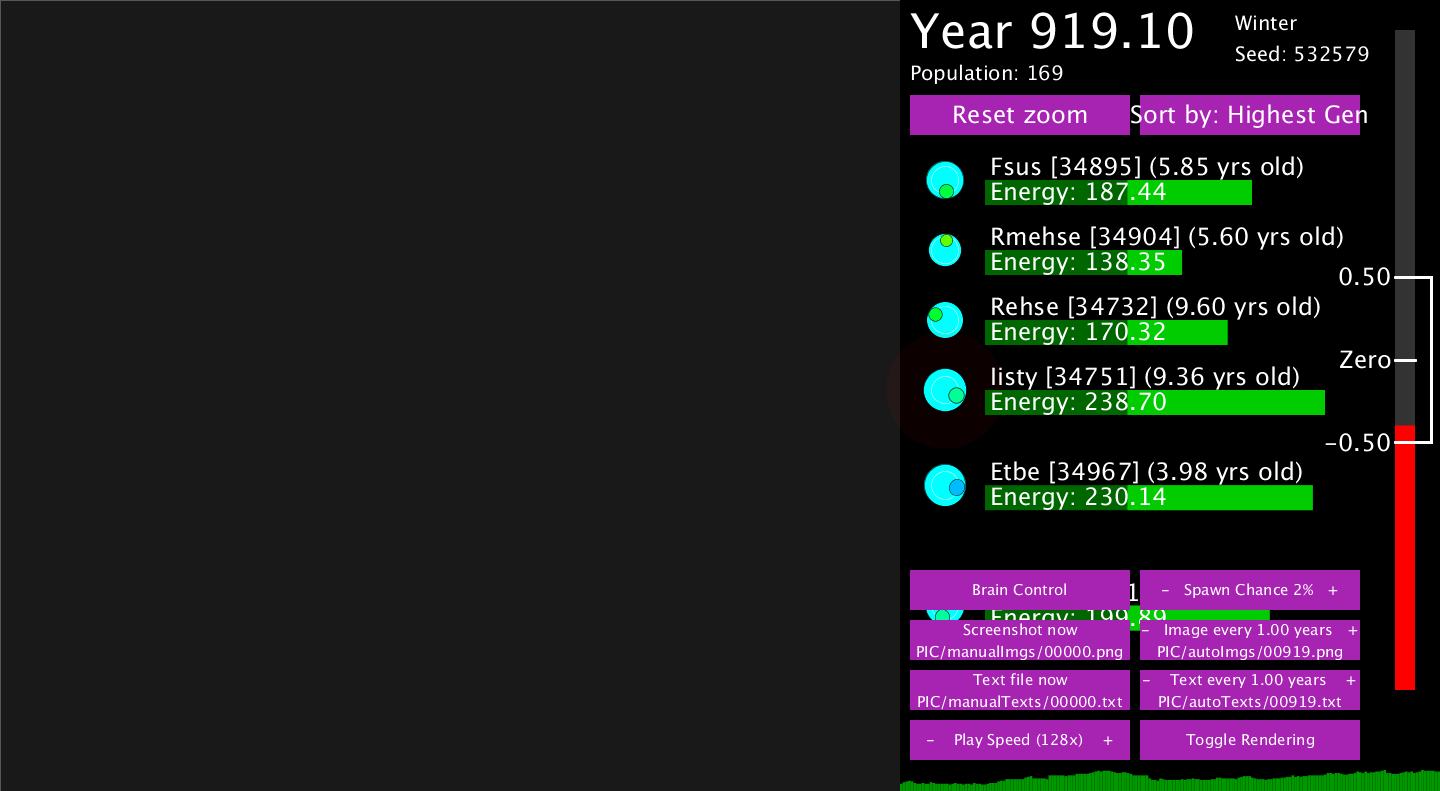 Year 919.10
Winter
Seed: 532579
Population: 169
Reset zoom
Sort by: Highest Gen
Fsus [34895] (5.85 yrs old)
Energy: 187.44
Rmehse [34904] (5.60 yrs old)
Energy: 138.35
0.50
Rehse [34732] (9.60 yrs old)
Energy: 170.32
Zero
Iisty [34751] (9.36 yrs old)
Energy: 238.70
-0.50
Etbe [34967] (3.98 yrs old)
Energy: 230.14
Brain Control
- Spawn Chance 2% +
Energy: 199.89
Screenshot now
PIC/manualImgs/00000.png
- Image every 1.00 years +
PIC/autoImgs/00919.png
Text file now
PIC/manualTexts/00000.txt
- Text every 1.00 years +
PIC/autoTexts/00919.txt
- Play Speed (128x) +
Toggle Rendering